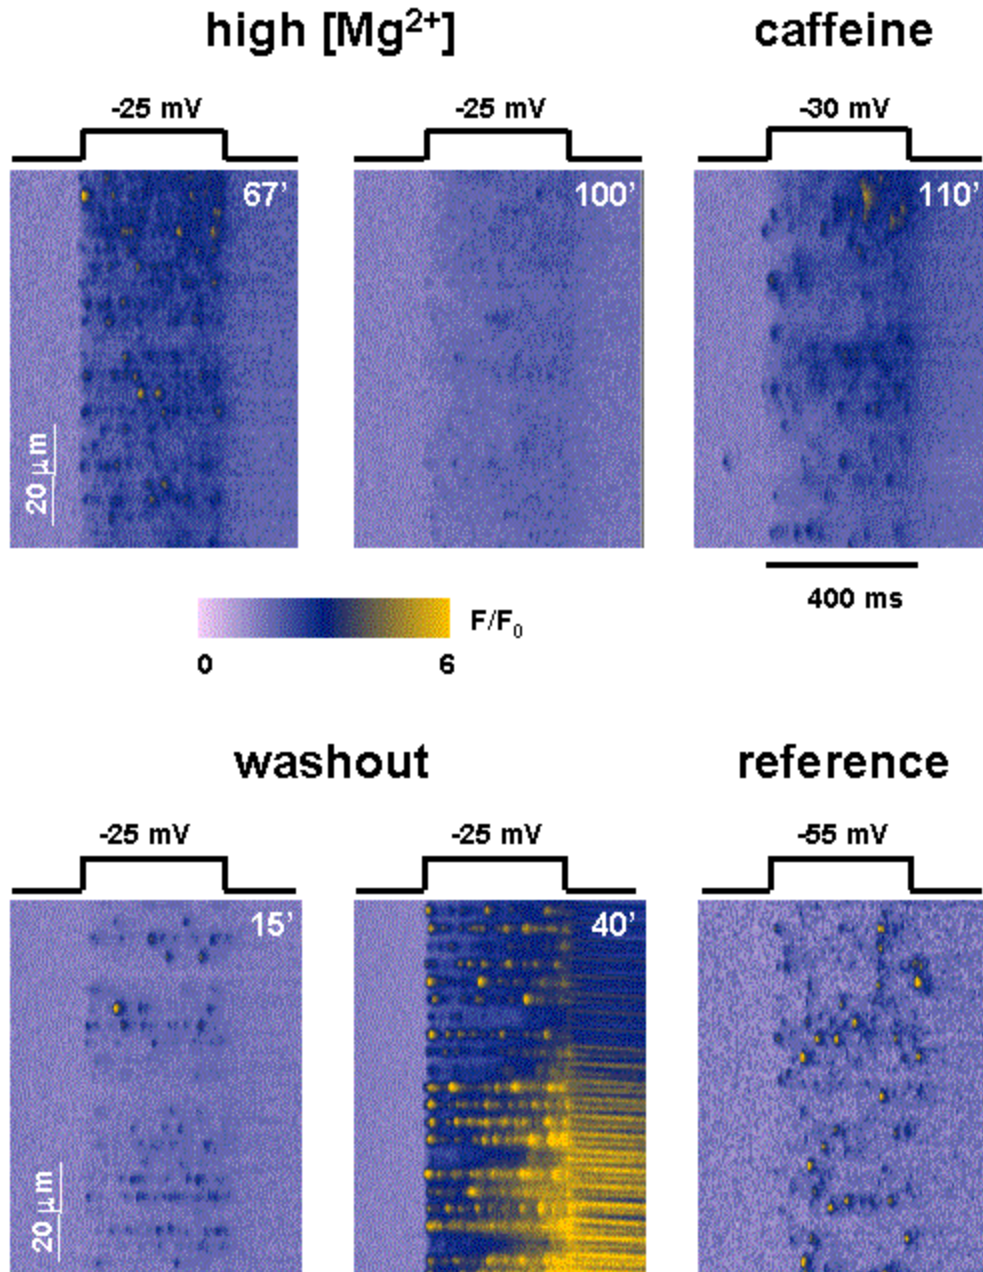 high [Mg²⁺] caffeine
-25 mV -25 mV -30 mV
67’ 100’ 110’
20 μm
400 ms
F/F₀
0 6
washout reference
-25 mV -25 mV -55 mV
15’ 40’
20 μm